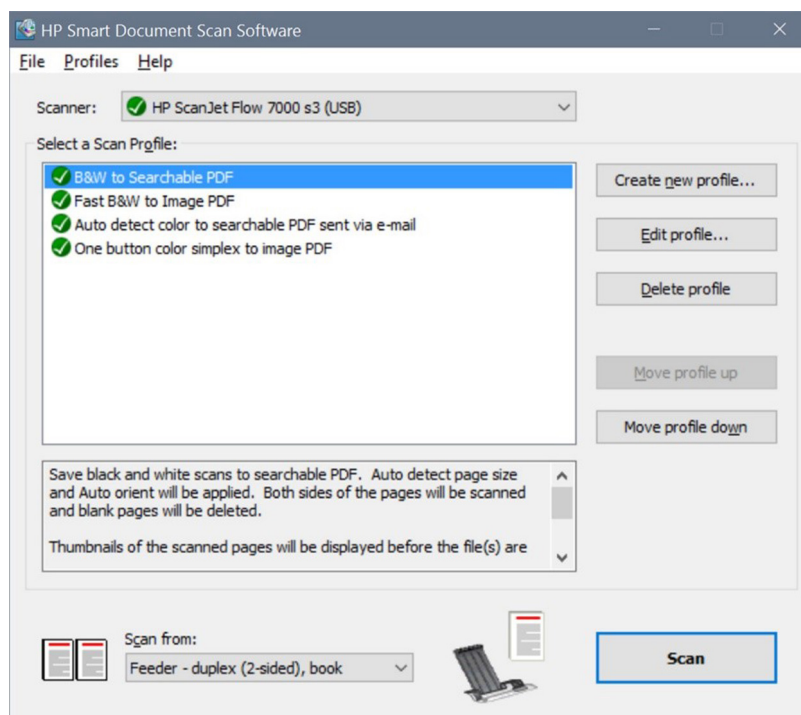 HP Smart Document Scan Software
File Profiles Help
Scanner: HP ScanJet Flow 7000 s3 (USB)
Select a Scan Profile:
B&W to Searchable PDF
Fast B&W to Image PDF
Auto detect color to searchable PDF sent via e-mail
One button color simplex to image PDF
Create new profile...
Edit profile...
Delete profile
Move profile up
Move profile down
Save black and white scans to searchable PDF. Auto detect page size
and Auto orient will be applied. Both sides of the pages will be scanned
and blank pages will be deleted.
Thumbnails of the scanned pages will be displayed before the file(s) are
Scan from:
Feeder - duplex (2-sided), book
Scan